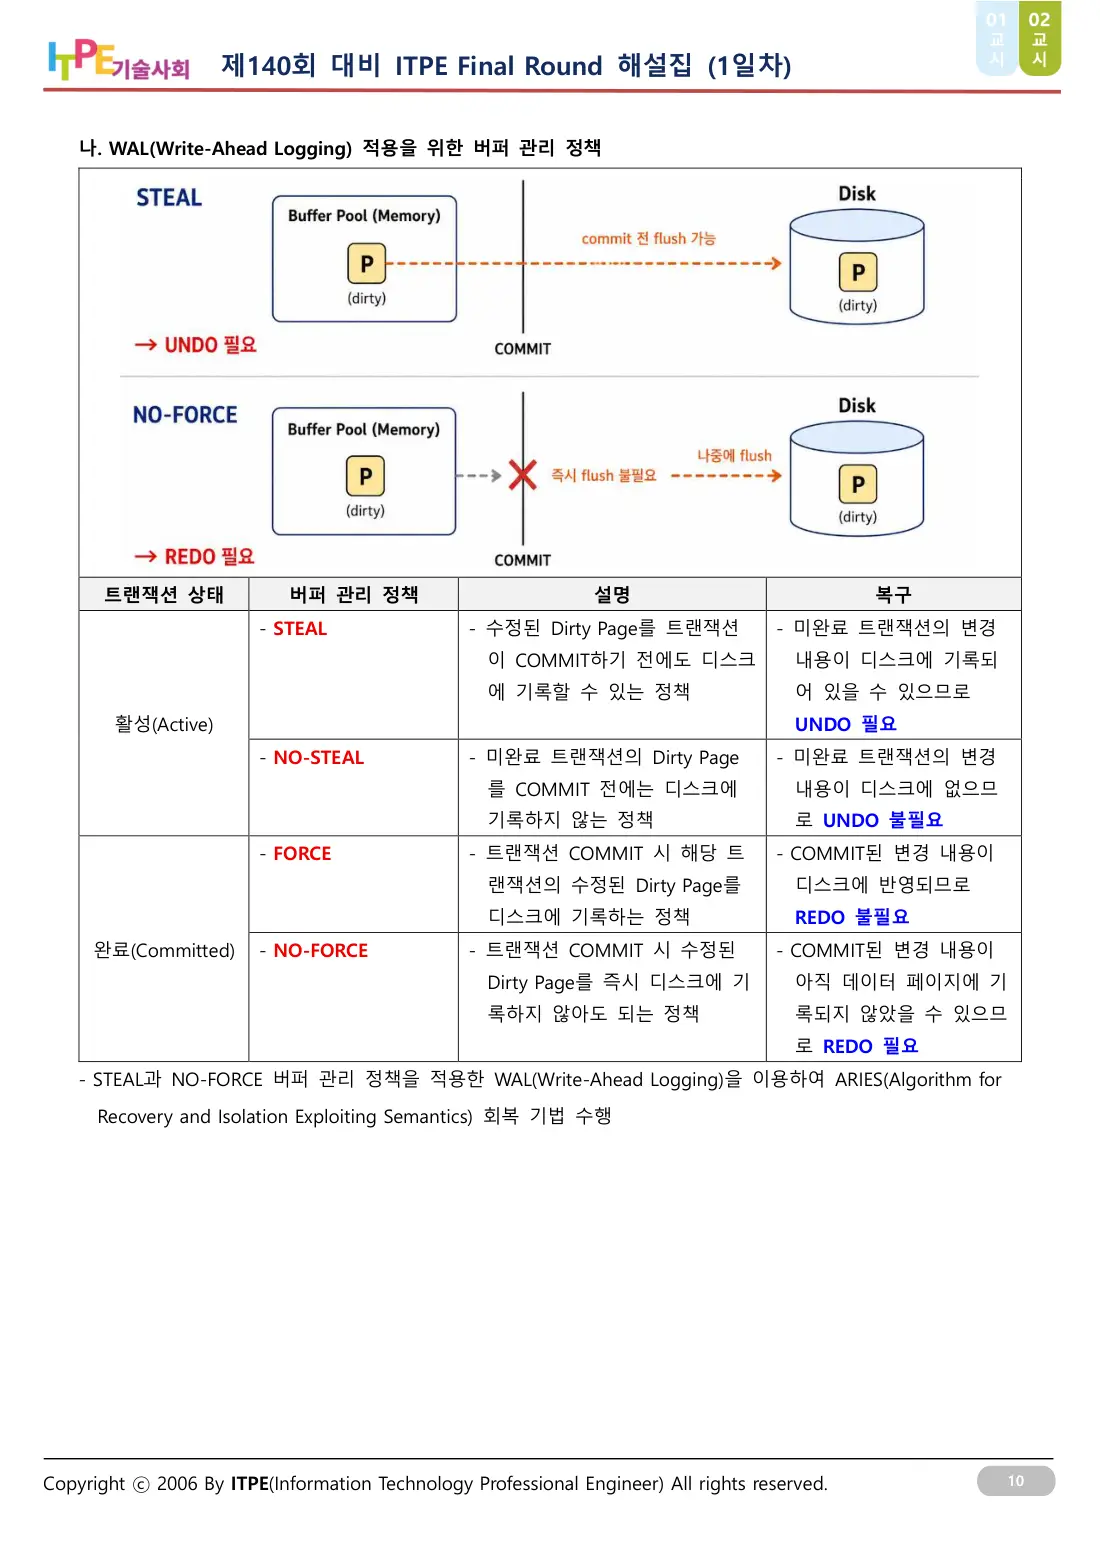 01
교
시
02
교
시
ITPE기술사회 제140회 대비 ITPE Final Round 해설집 (1일차)
나. WAL(Write-Ahead Logging) 적용을 위한 버퍼 관리 정책
STEAL
Buffer Pool (Memory)
P
(dirty)
commit 전 flush 가능
Disk
P
(dirty)
→ UNDO 필요
COMMIT
NO-FORCE
Buffer Pool (Memory)
P
(dirty)
즉시 flush 불필요
나중에 flush
Disk
P
(dirty)
→ REDO 필요
COMMIT
트랜잭션 상태 버퍼 관리 정책 설명 복구
활성(Active)
- STEAL
- 수정된 Dirty Page를 트랜잭션
이 COMMIT하기 전에도 디스크
에 기록할 수 있는 정책
- 미완료 트랜잭션의 변경
내용이 디스크에 기록되
어 있을 수 있으므로
UNDO 필요
- NO-STEAL
- 미완료 트랜잭션의 Dirty Page
를 COMMIT 전에는 디스크에
기록하지 않는 정책
- 미완료 트랜잭션의 변경
내용이 디스크에 없으므
로 UNDO 불필요
완료(Committed)
- FORCE
- 트랜잭션 COMMIT 시 해당 트
랜잭션의 수정된 Dirty Page를
디스크에 기록하는 정책
- COMMIT된 변경 내용이
디스크에 반영되므로
REDO 불필요
- NO-FORCE
- 트랜잭션 COMMIT 시 수정된
Dirty Page를 즉시 디스크에 기
록하지 않아도 되는 정책
- COMMIT된 변경 내용이
아직 데이터 페이지에 기
록되지 않았을 수 있으므
로 REDO 필요
- STEAL과 NO-FORCE 버퍼 관리 정책을 적용한 WAL(Write-Ahead Logging)을 이용하여 ARIES(Algorithm for
Recovery and Isolation Exploiting Semantics) 회복 기법 수행
Copyright ⓒ 2006 By ITPE(Information Technology Professional Engineer) All rights reserved.
10